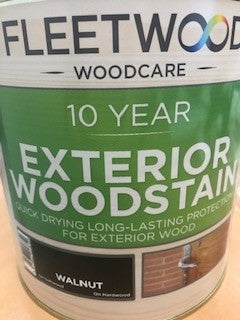 FLEETWOOD
WOODCARE
10 YEAR
EXTERIOR
WOODSTAIN
QUICK DRYING LONG-LASTING PROTECTION
FOR EXTERIOR WOOD
WALNUT
On Hardwood